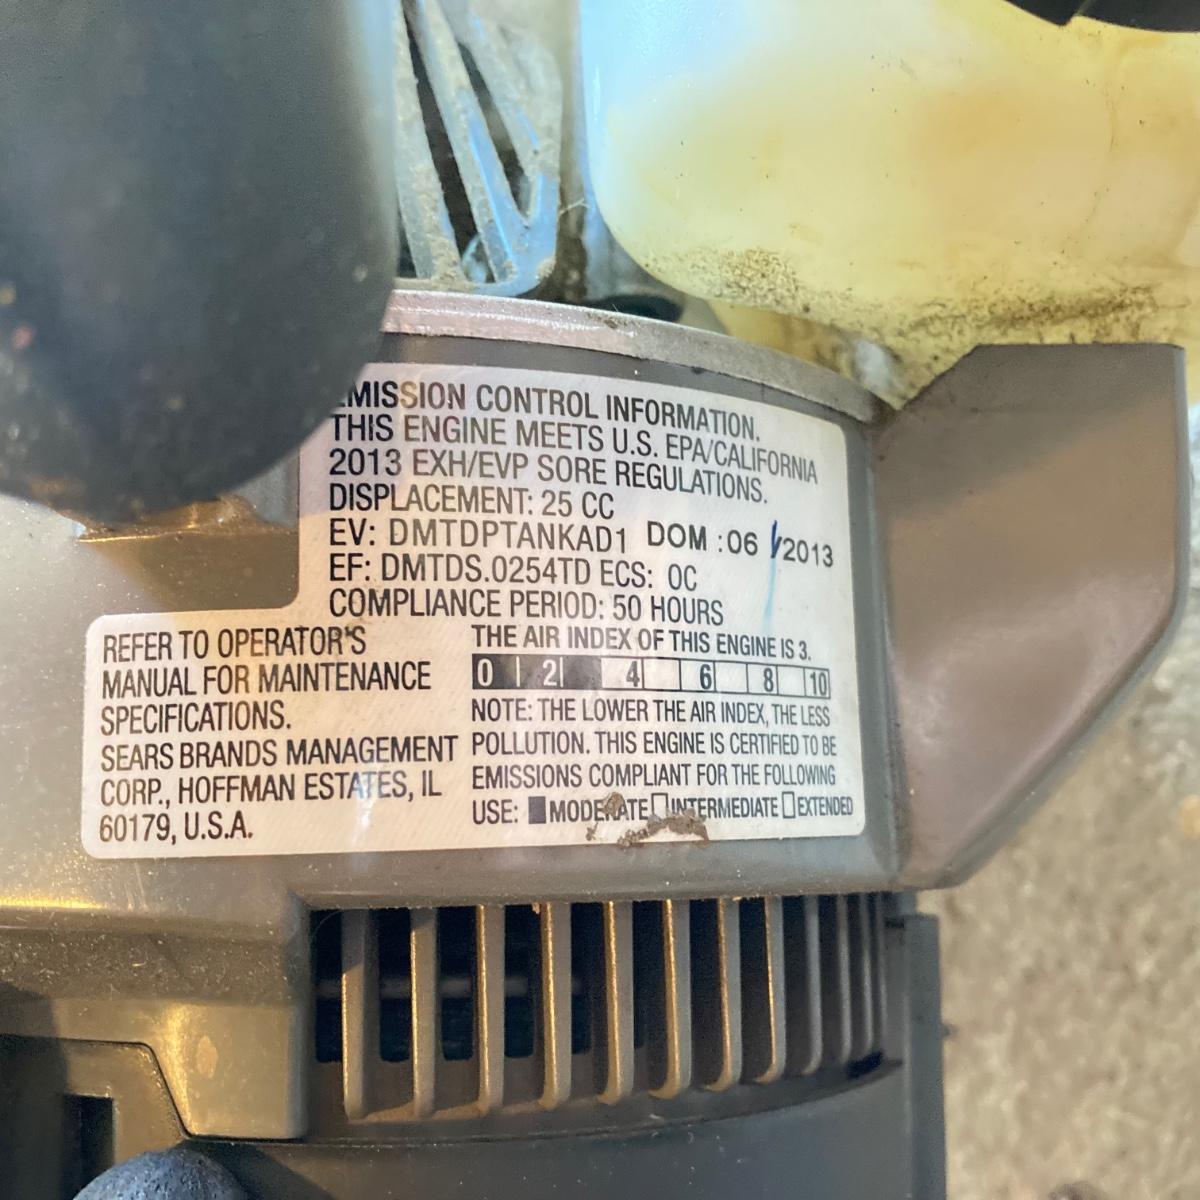 EMISSION CONTROL INFORMATION.
THIS ENGINE MEETS U.S. EPA/CALIFORNIA
2013 EXH/EVP SORE REGULATIONS.
DISPLACEMENT: 25 CC
EV: DMTDPTANKAD1 DOM :06 /2013
EF: DMTDS.0254TD ECS: OC
COMPLIANCE PERIOD: 50 HOURS
REFER TO OPERATOR'S
MANUAL FOR MAINTENANCE
SPECIFICATIONS.
SEARS BRANDS MANAGEMENT
CORP., HOFFMAN ESTATES, IL
60179, U.S.A.
THE AIR INDEX OF THIS ENGINE IS 3.
0 2 4 6 8 10
NOTE: THE LOWER THE AIR INDEX, THE LESS
POLLUTION. THIS ENGINE IS CERTIFIED TO BE
EMISSIONS COMPLIANT FOR THE FOLLOWING
USE: ■MODERATE □INTERMEDIATE □EXTENDED